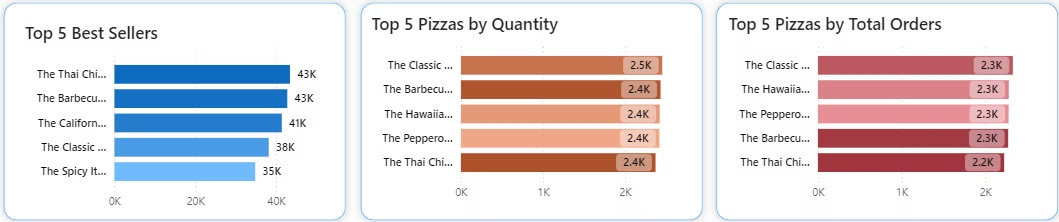 Top 5 Best Sellers
The Thai Chi... 43K
The Barbecu... 43K
The Californ... 41K
The Classic ... 38K
The Spicy It... 35K
0K 20K 40K
Top 5 Pizzas by Quantity
The Classic ... 2.5K
The Barbecu... 2.4K
The Hawaiia... 2.4K
The Peppero... 2.4K
The Thai Chi... 2.4K
0K 1K 2K
Top 5 Pizzas by Total Orders
The Classic ... 2.3K
The Hawaiia... 2.3K
The Peppero... 2.3K
The Barbecu... 2.3K
The Thai Chi... 2.2K
0K 1K 2K